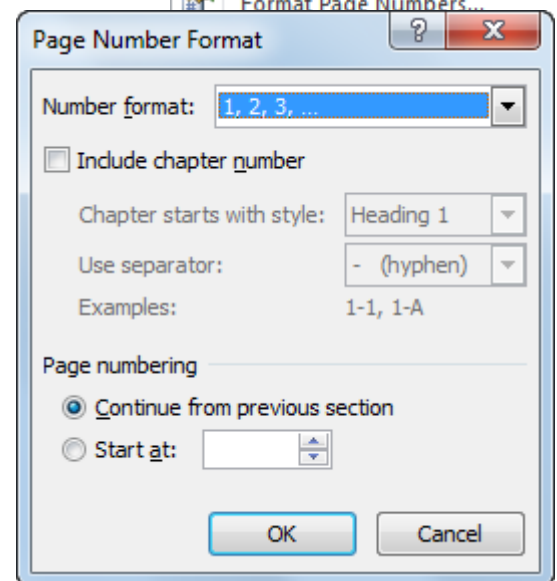 Format Page Numbers...
Page Number Format
Number format: 1, 2, 3, ...
Include chapter number
Chapter starts with style: Heading 1
Use separator: - (hyphen)
Examples: 1-1, 1-A
Page numbering
Continue from previous section
Start at:
OK Cancel